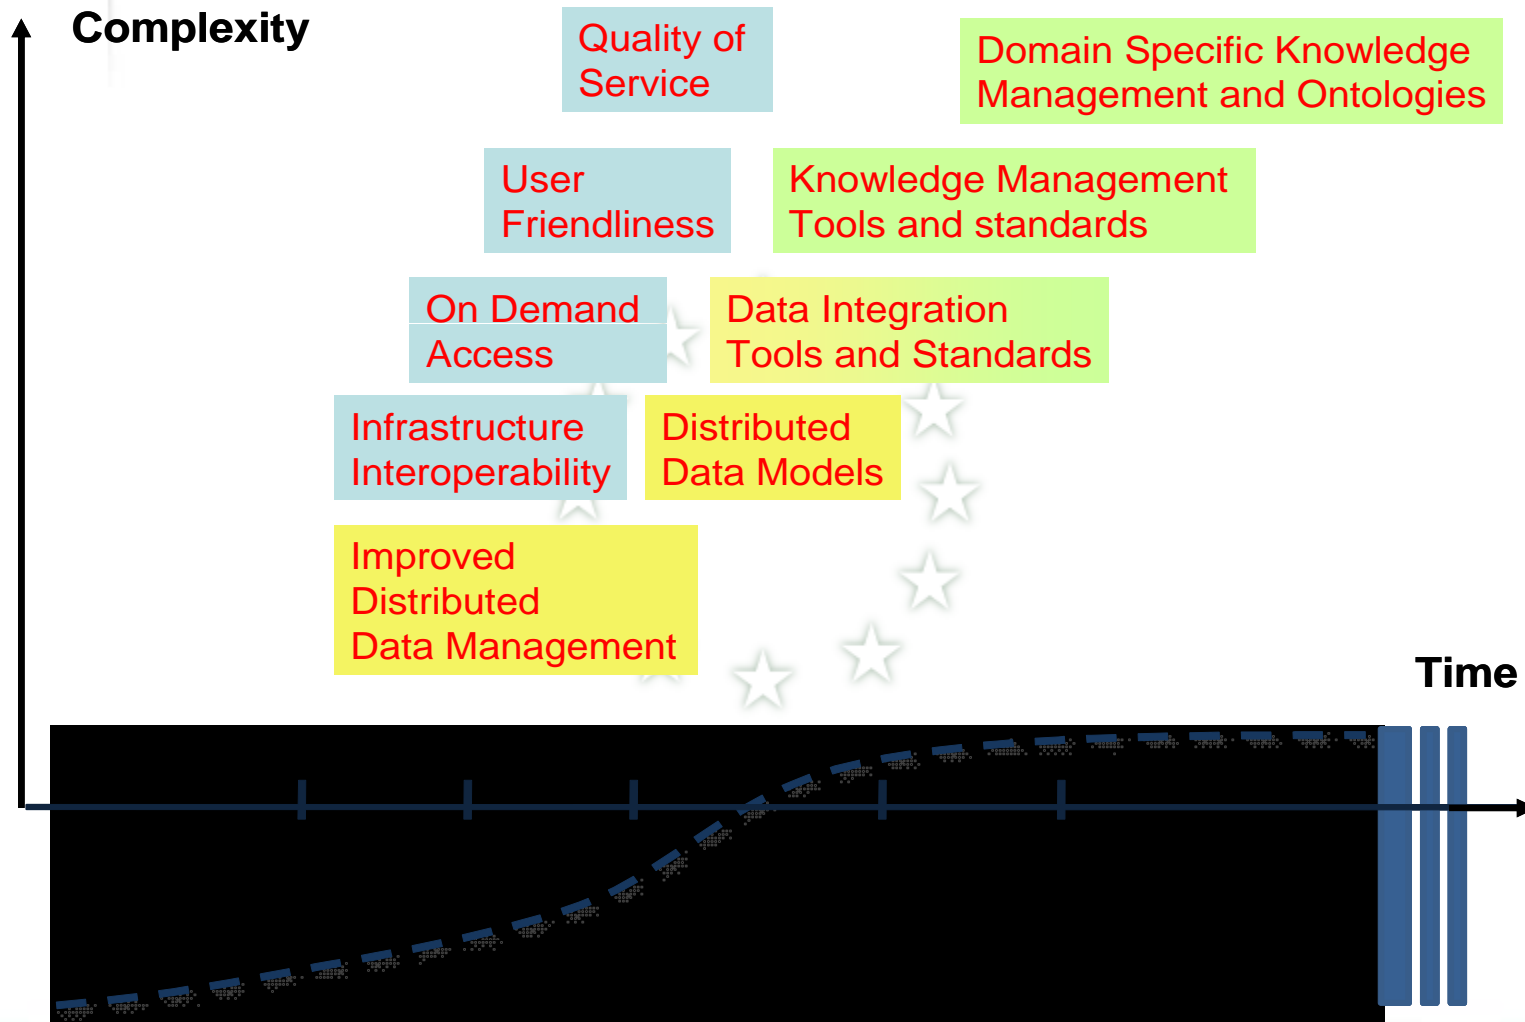 Complexity
Quality of
Service
Domain Specific Knowledge
Management and Ontologies
User
Friendliness
Knowledge Management
Tools and standards
On Demand
Access
Data Integration
Tools and Standards
Infrastructure
Interoperability
Distributed
Data Models
Improved
Distributed
Data Management
Time